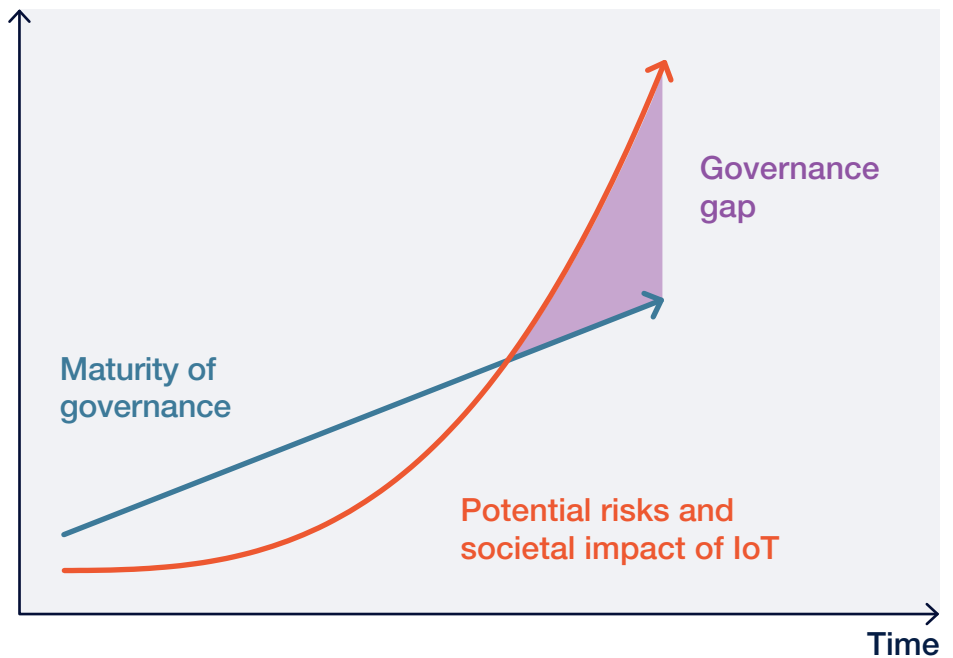 Governance
gap
Maturity of
governance
Potential risks and
societal impact of IoT
Time